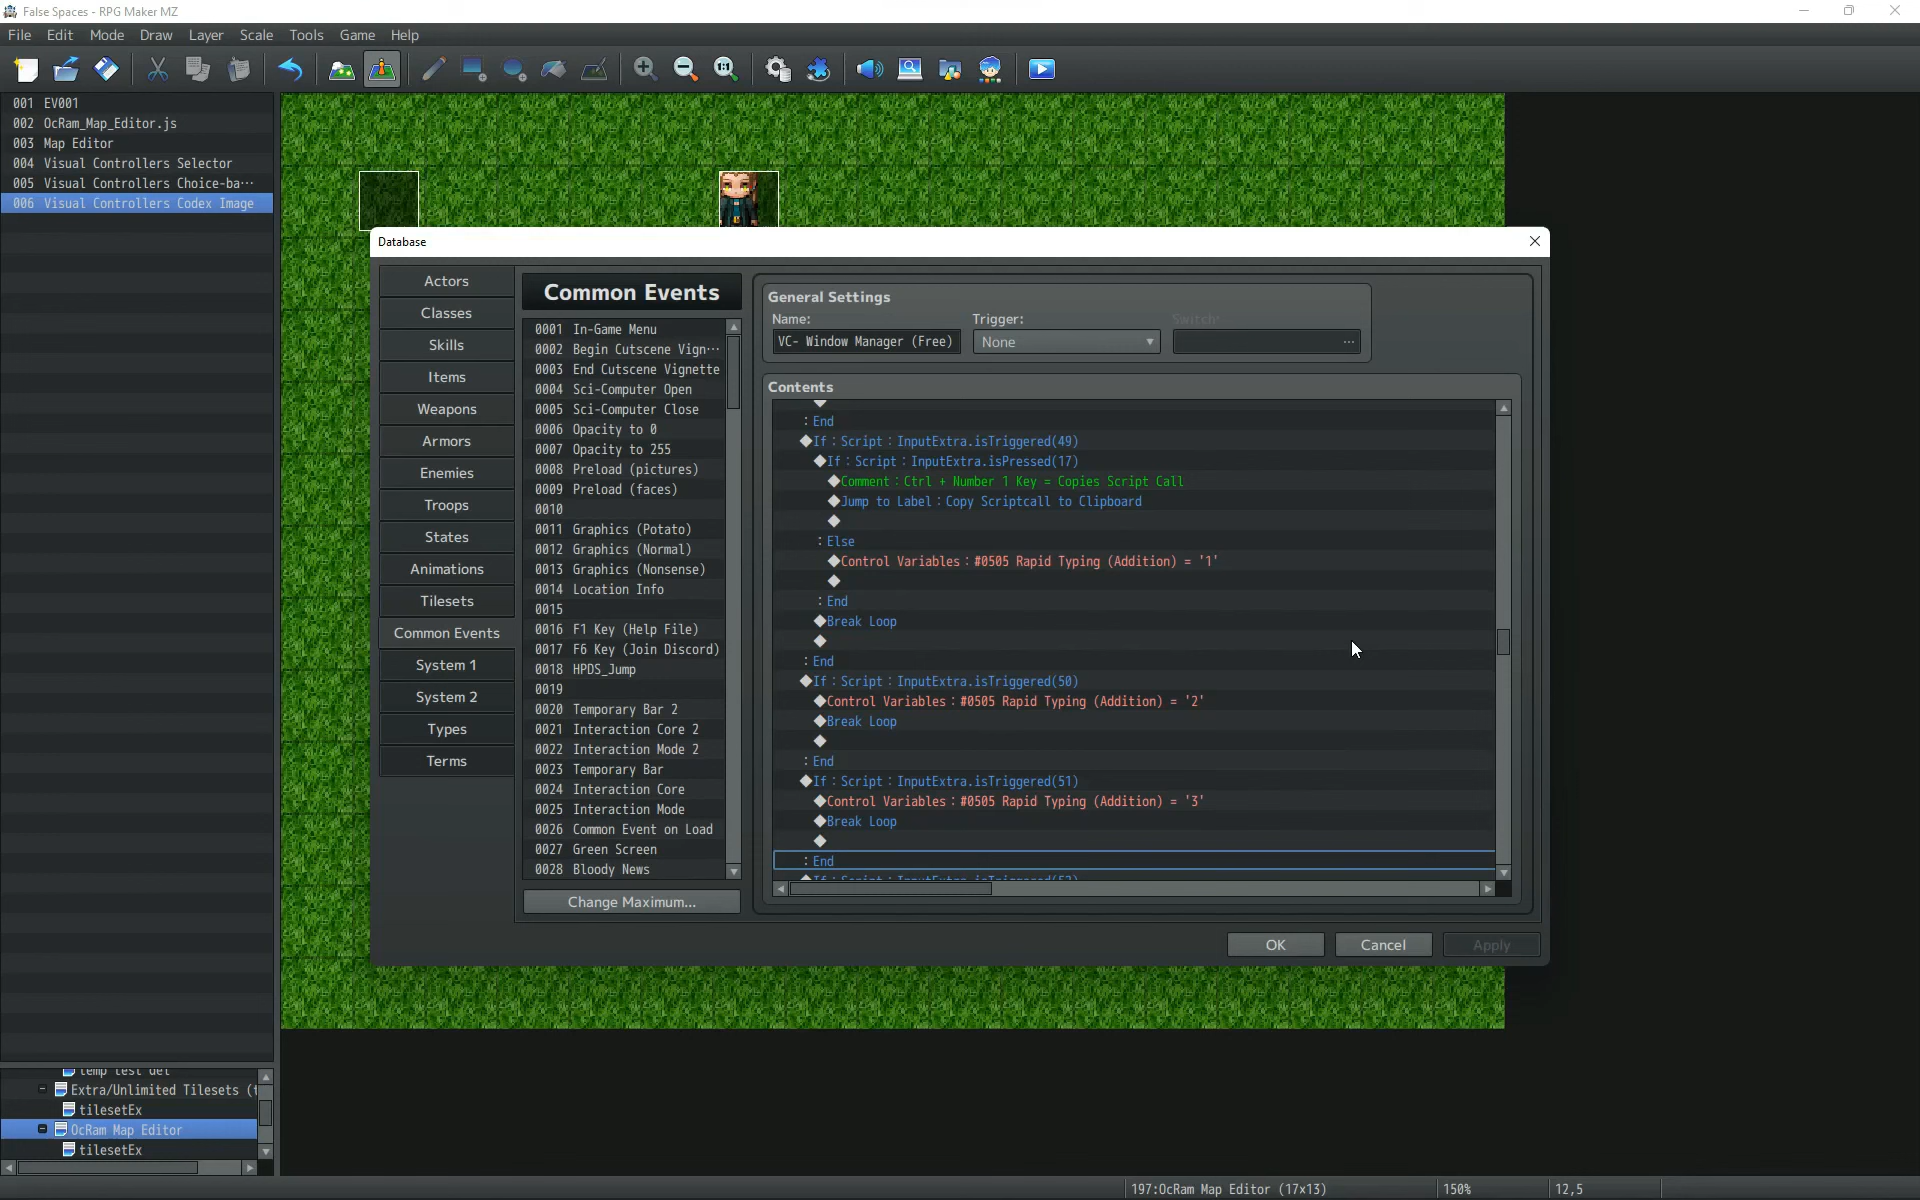 False Spaces - RPG Maker MZ
File Edit Mode Draw Layer Scale Tools Game Help
1:1
001 EV001
002 OcRam_Map_Editor.js
003 Map Editor
004 Visual Controllers Selector
005 Visual Controllers Choice-ba…
006 Visual Controllers Codex Image
Database
Actors
Classes
Skills
Items
Weapons
Armors
Enemies
Troops
States
Animations
Tilesets
Common Events
System 1
System 2
Types
Terms
Common Events
0001 In-Game Menu
0002 Begin Cutscene Vign…
0003 End Cutscene Vignette
0004 Sci-Computer Open
0005 Sci-Computer Close
0006 Opacity to 0
0007 Opacity to 255
0008 Preload (pictures)
0009 Preload (faces)
0010
0011 Graphics (Potato)
0012 Graphics (Normal)
0013 Graphics (Nonsense)
0014 Location Info
0015
0016 F1 Key (Help File)
0017 F6 Key (Join Discord)
0018 HPDS_Jump
0019
0020 Temporary Bar 2
0021 Interaction Core 2
0022 Interaction Mode 2
0023 Temporary Bar
0024 Interaction Core
0025 Interaction Mode
0026 Common Event on Load
0027 Green Screen
0028 Bloody News
Change Maximum...
General Settings
Name: Trigger: Switch:
VC- Window Manager (Free) None ...
Contents
: End
◆If : Script : InputExtra.isTriggered(49)
◆If : Script : InputExtra.isPressed(17)
◆Comment : Ctrl + Number 1 Key = Copies Script Call
◆Jump to Label : Copy Scriptcall to Clipboard
◆
: Else
◆Control Variables : #0505 Rapid Typing (Addition) = '1'
◆
: End
◆Break Loop
◆
: End
◆If : Script : InputExtra.isTriggered(50)
◆Control Variables : #0505 Rapid Typing (Addition) = '2'
◆Break Loop
◆
: End
◆If : Script : InputExtra.isTriggered(51)
◆Control Variables : #0505 Rapid Typing (Addition) = '3'
◆Break Loop
◆
: End
◆If : Script : InputExtra.isTriggered(52)
OK Cancel Apply
temp test del
Extra/Unlimited Tilesets (t
tilesetEx
OcRam Map Editor
tilesetEx
197:OcRam Map Editor (17x13) 150% 12,5